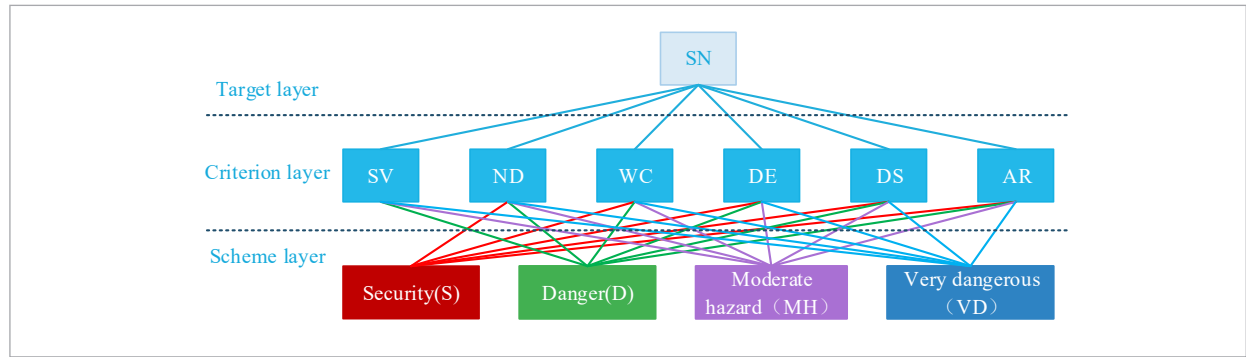 SN
Target layer
Criterion layer
SV
ND
WC
DE
DS
AR
Scheme layer
Security(S)
Danger(D)
Moderate
hazard（MH）
Very dangerous
（VD）